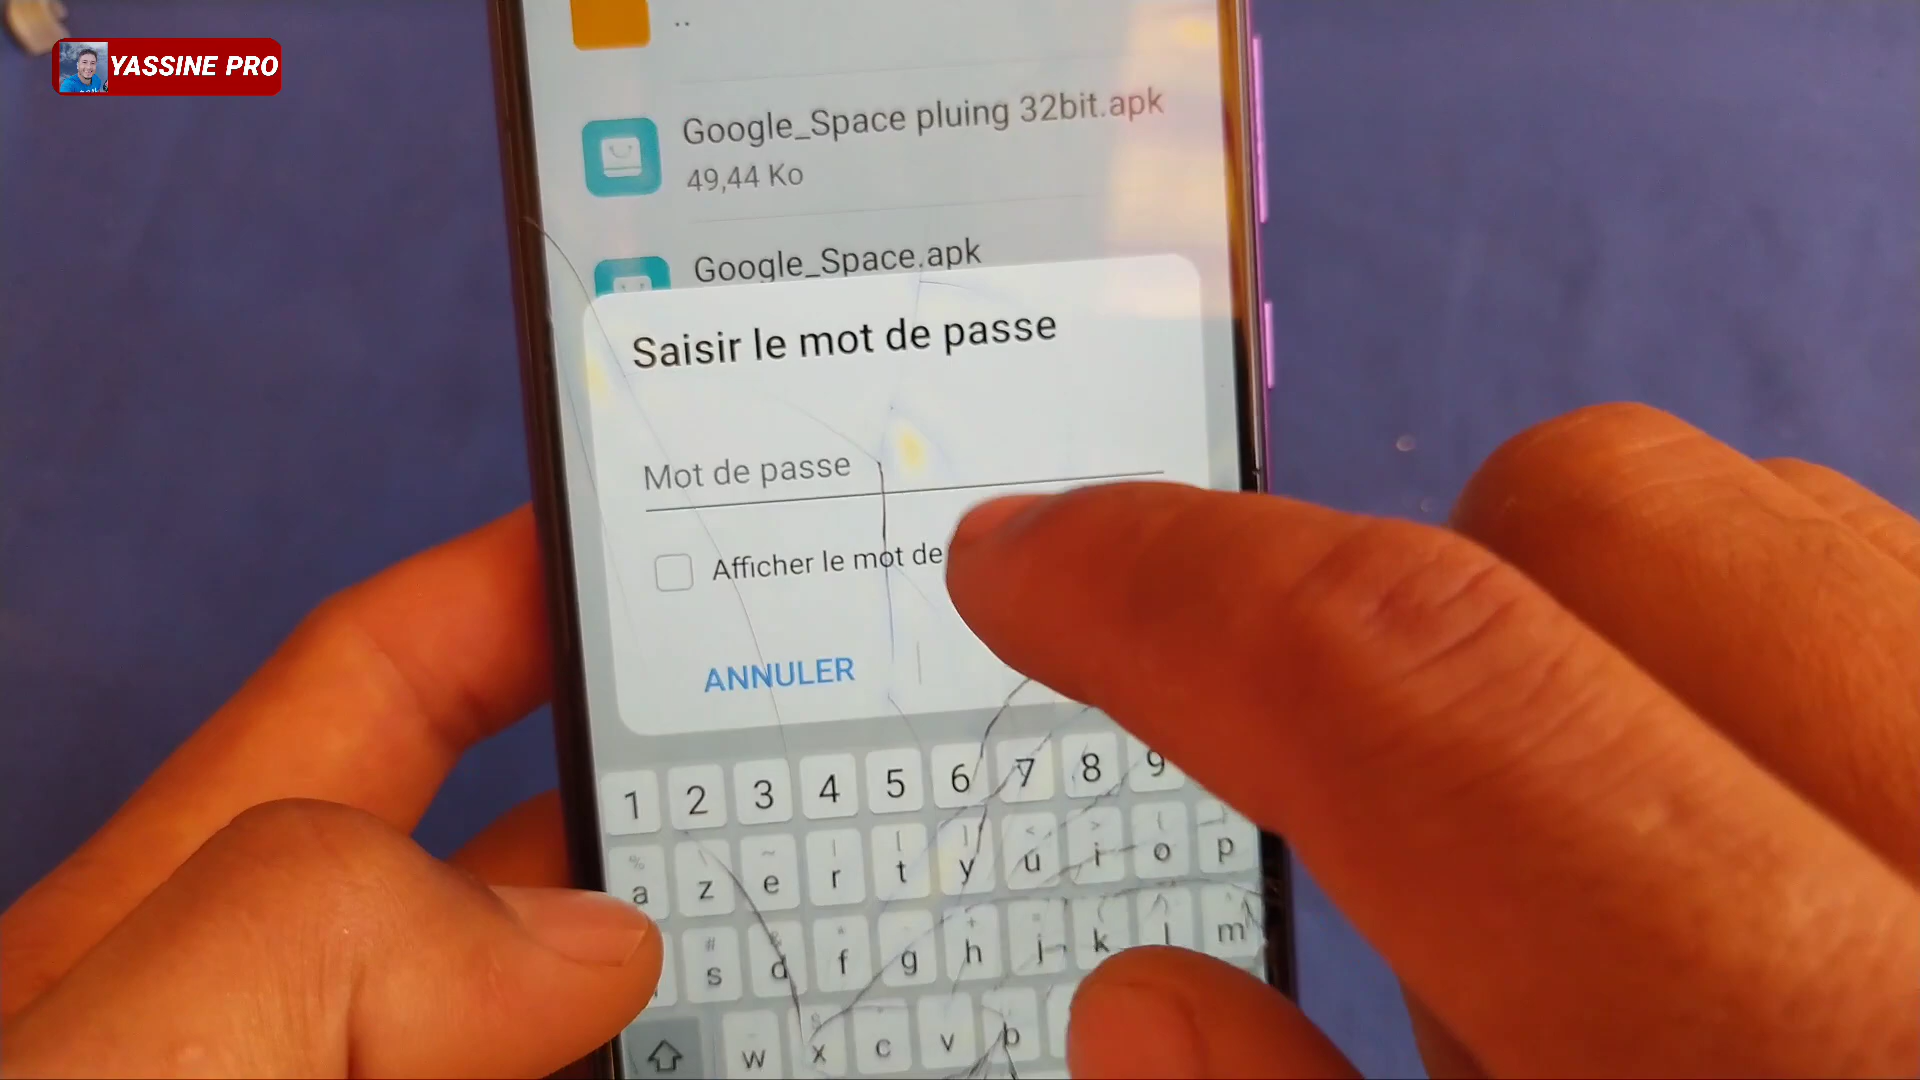 YASSINE PRO
..
Google_Space pluing 32bit.apk
49,44 Ko
Google_Space.apk
Saisir le mot de passe
Mot de passe
Afficher le mot de
ANNULER
1 2 3 4 5 6 7 8 9
a z e r t y u i o p
s d f g h j k l m
w x c v b